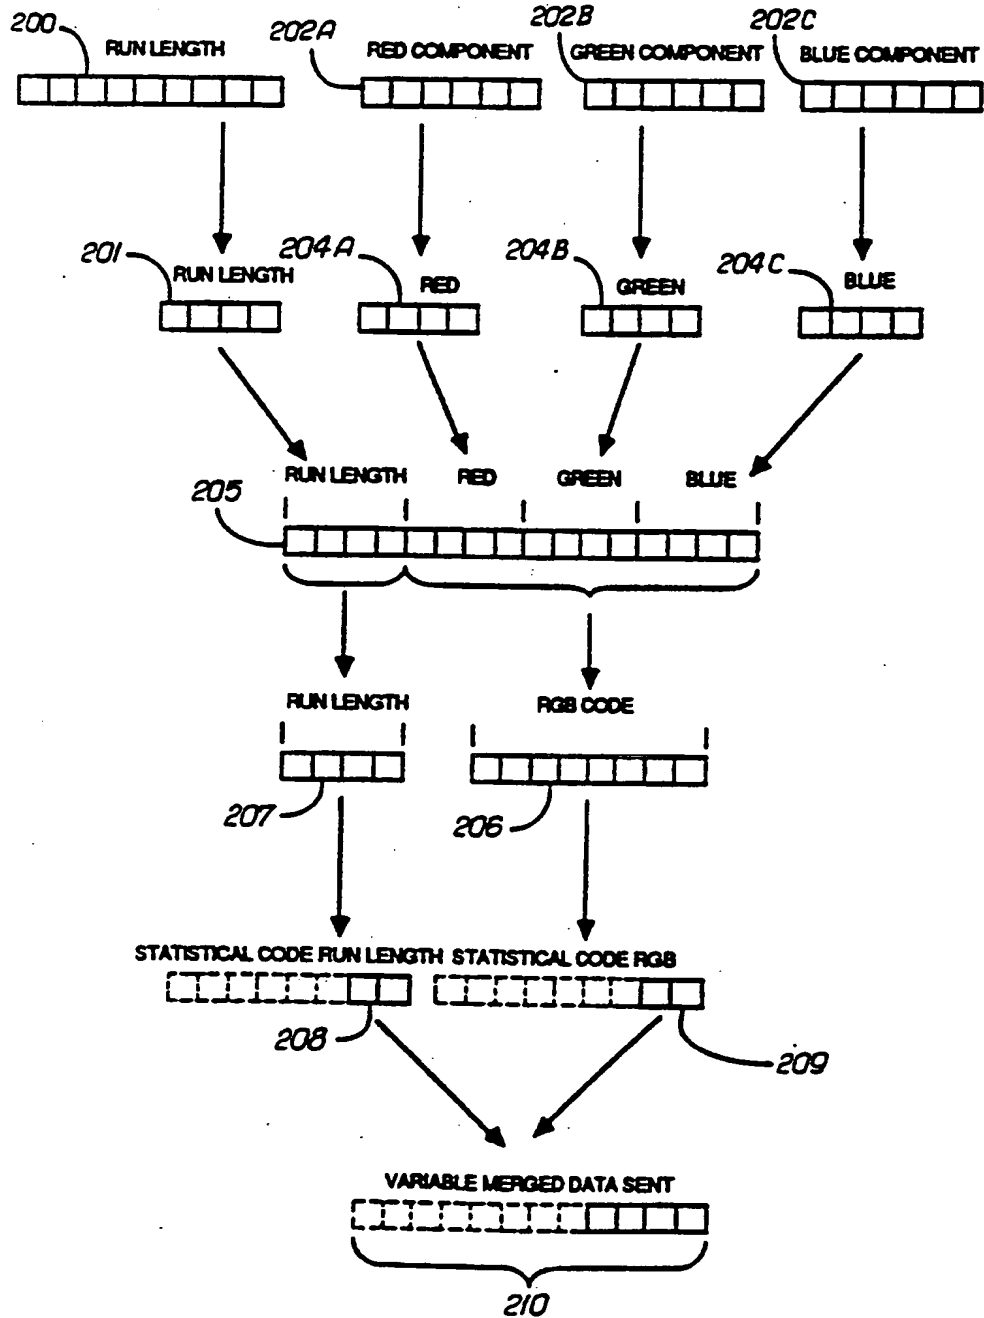 200
RUN LENGTH
202A
RED COMPONENT
202B
GREEN COMPONENT
202C
BLUE COMPONENT
201
RUN LENGTH
204A
RED
204B
GREEN
204C
BLUE
RUN LENGTH
RED
GREEN
BLUE
205
RUN LENGTH
RGB CODE
207
206
STATISTICAL CODE RUN LENGTH
STATISTICAL CODE RGB
208
209
VARIABLE MERGED DATA SENT
210